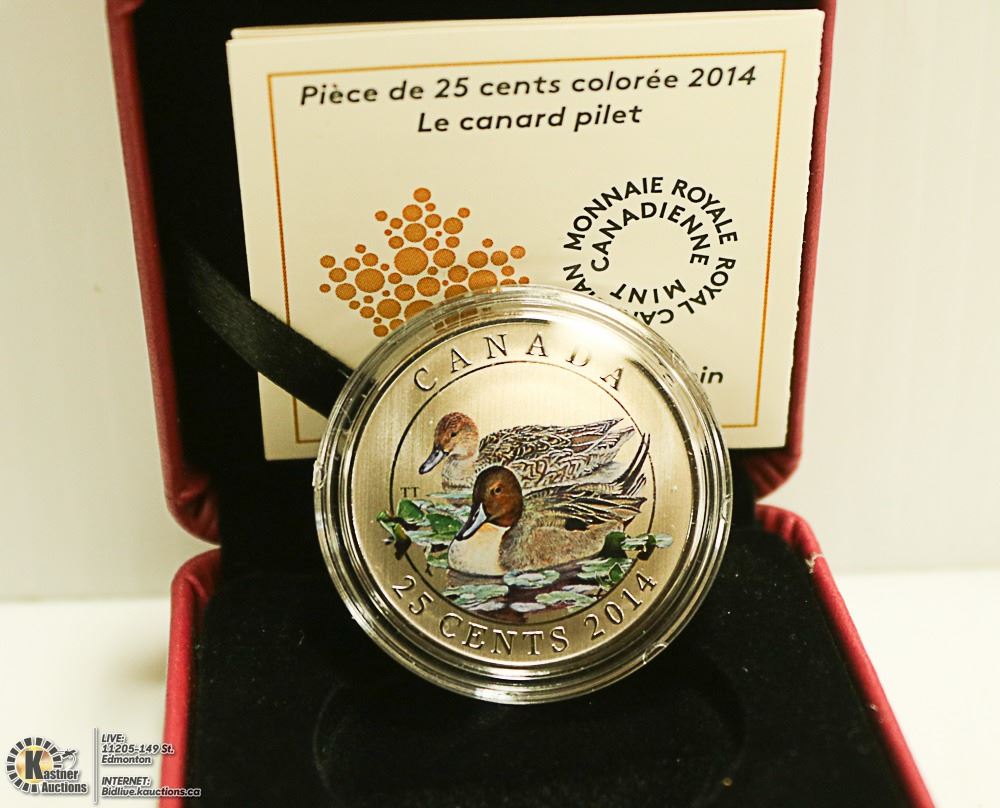 Pièce de 25 cents colorée 2014
Le canard pilet
MONNAIE ROYALE CANADIENNE
ROYAL CANADIAN MINT
CANADA
TT
25 CENTS 2014
Kastner
Auctions
LIVE:
11205-149 St.
Edmonton
INTERNET:
Bidlive.kauctions.ca